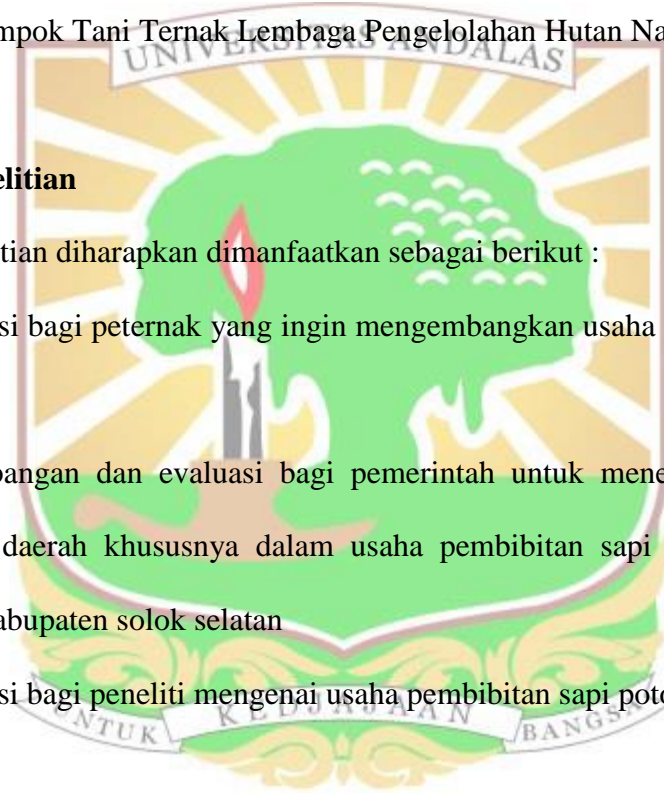 mpok Tani Ternak Lembaga Pengelolahan Hutan Na
UNIVERSITAS ANDALAS
elitian
itian diharapkan dimanfaatkan sebagai berikut :
si bagi peternak yang ingin mengembangkan usaha
bangan dan evaluasi bagi pemerintah untuk mene
daerah khususnya dalam usaha pembibitan sapi
abupaten solok selatan
si bagi peneliti mengenai usaha pembibitan sapi poto
UNTUK KEDJAJAAN BANGSA